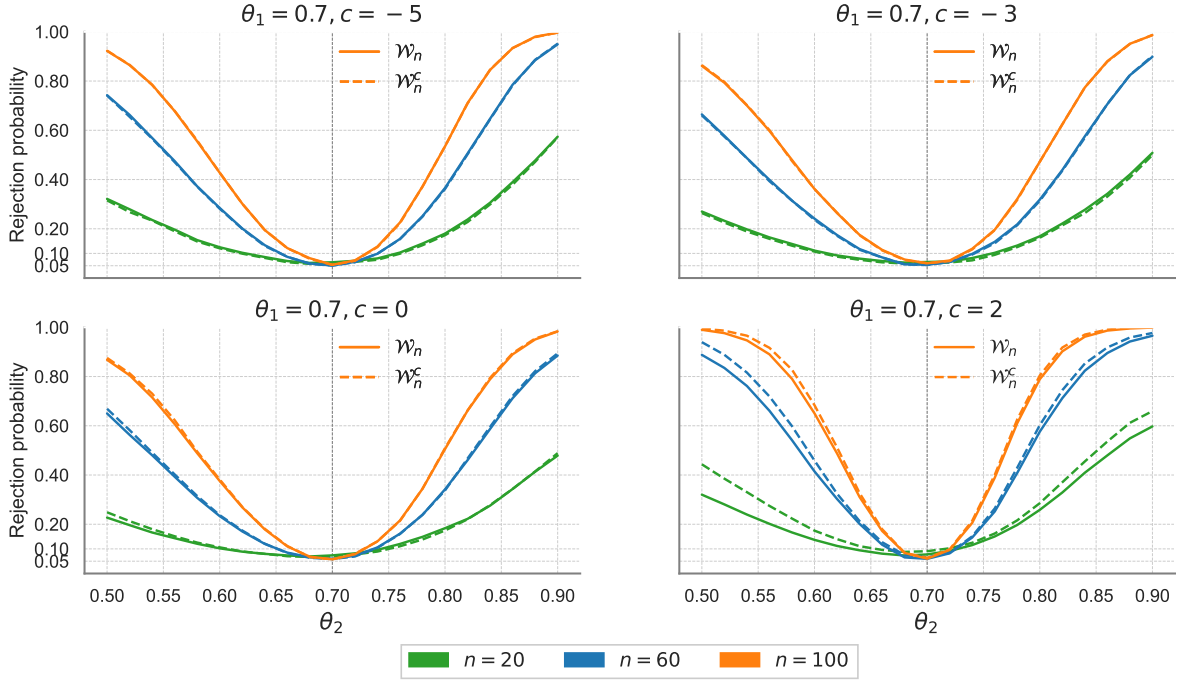 θ₁ = 0.7, c = −5
θ₁ = 0.7, c = −3
Rejection probability
1.00
0.80
0.60
0.40
0.20
0.10
0.05
𝒲ₙ
𝒲ₙᶜ
𝒲ₙ
𝒲ₙᶜ
θ₁ = 0.7, c = 0
θ₁ = 0.7, c = 2
Rejection probability
1.00
0.80
0.60
0.40
0.20
0.10
0.05
𝒲ₙ
𝒲ₙᶜ
𝒲ₙ
𝒲ₙᶜ
0.50 0.55 0.60 0.65 0.70 0.75 0.80 0.85 0.90
0.50 0.55 0.60 0.65 0.70 0.75 0.80 0.85 0.90
θ₂
θ₂
n = 20 n = 60 n = 100